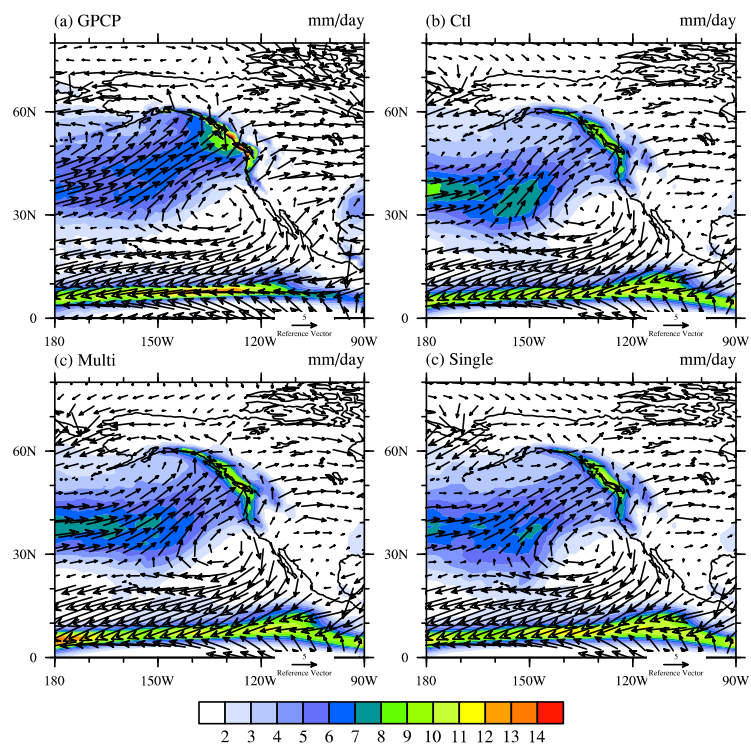 (a) GPCP mm/day (b) Ctl mm/day
60N 60N
30N 30N
0 0
5 5
Reference Vector Reference Vector
180 150W 120W 90W 180 150W 120W 90W
(c) Multi mm/day (c) Single mm/day
60N 60N
30N 30N
0 0
5 5
Reference Vector Reference Vector
180 150W 120W 90W 180 150W 120W 90W
2 3 4 5 6 7 8 9 10 11 12 13 14